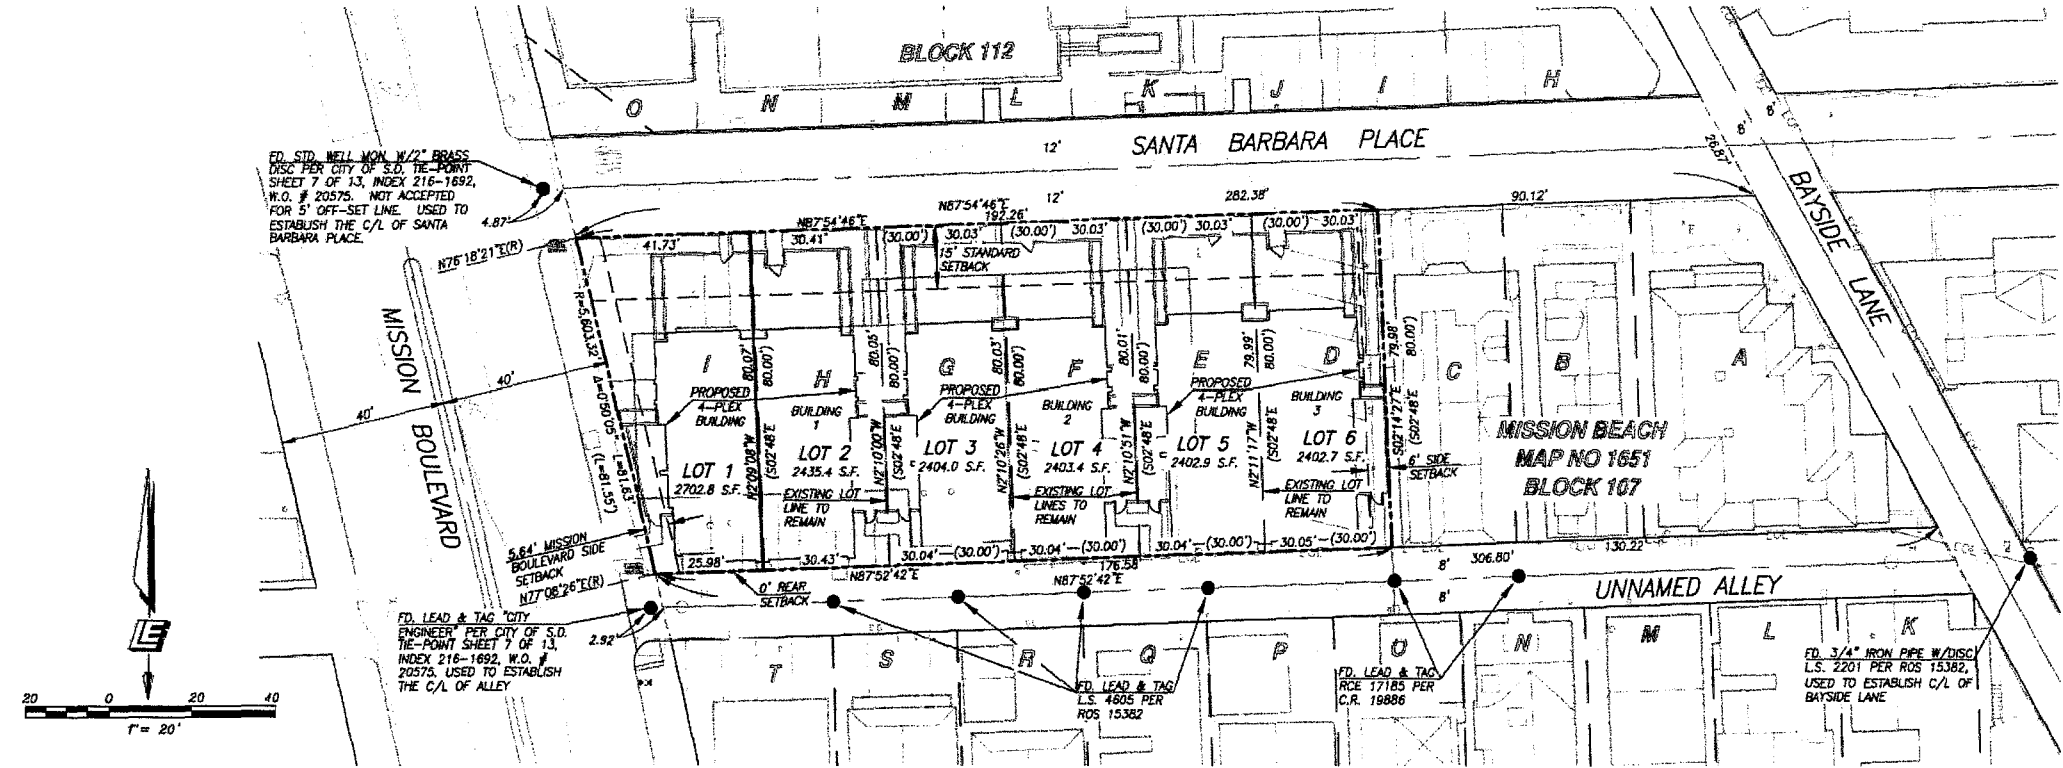 BLOCK 112
O N M L K J I H
SANTA BARBARA PLACE
12'
12'
8'
8'
26.87'
BAYSIDE LANE
FD. STD. WELL MON. W/2" BRASS
DISC PER CITY OF S.D. TIE-POINT
SHEET 7 OF 13, INDEX 216-1692,
W.O. # 20575. NOT ACCEPTED
FOR 5' OFF-SET LINE. USED TO
ESTABLISH THE C/L OF SANTA
BARBARA PLACE.
4.87'
N76°18'21"E(R)
N87°54'46"E
N87°54'46"E
192.26'
282.38'
90.12'
41.73'
30.41'
(30.00') 30.03'
(30.00') 30.03'
(30.00') 30.03'
(30.00') 30.03'
15' STANDARD
SETBACK
MISSION BOULEVARD
40'
40'
R=5,603.32'
Δ=0°50'05"
L=81.63'
(L=81.55')
80.07'
(80.00')
80.05'
(80.00')
80.03'
(80.00')
80.01'
(80.00')
79.99'
(80.00')
79.98'
(80.00')
I H G F E D C B A
PROPOSED
4-PLEX
BUILDING
BUILDING
1
PROPOSED
4-PLEX
BUILDING
BUILDING
2
PROPOSED
4-PLEX
BUILDING
BUILDING
3
LOT 1
2702.8 S.F.
LOT 2
2435.4 S.F.
LOT 3
2404.0 S.F.
LOT 4
2403.4 S.F.
LOT 5
2402.9 S.F.
LOT 6
2402.7 S.F.
N2°09'08"W
(S02°48'E)
N2°10'00"W
(S02°48'E)
N2°10'26"W
(S02°48'E)
N2°10'51"W
(S02°48'E)
N2°11'17"W
(S02°48'E)
S02°14'27"E
(S02°48'E)
EXISTING LOT
LINE TO
REMAIN
EXISTING LOT
LINES TO
REMAIN
EXISTING LOT
LINE TO
REMAIN
6' SIDE
SETBACK
MISSION BEACH
MAP NO 1651
BLOCK 107
5.64' MISSION
BOULEVARD SIDE
SETBACK
N77°08'26"E(R)
25.98'
30.43'
30.04'—(30.00')
30.04'—(30.00')
30.04'—(30.00')
30.05'—(30.00')
N87°52'42"E
176.58'
N87°52'42"E
0' REAR
SETBACK
306.80'
130.22'
8'
8'
UNNAMED ALLEY
FD. LEAD & TAG "CITY
ENGINEER" PER CITY OF S.D.
TIE-POINT SHEET 7 OF 13,
INDEX 216-1692, W.O. #
20575. USED TO ESTABLISH
THE C/L OF ALLEY
2.92'
T S R Q P O N M L K
FD. LEAD & TAG
L.S. 4605 PER
ROS 15382
FD. LEAD & TAG
RCE 17185 PER
C.R. 19886
FD. 3/4" IRON PIPE W/DISC
L.S. 2201 PER ROS 15382,
USED TO ESTABLISH C/L OF
BAYSIDE LANE
20 0 20 40
1"= 20'